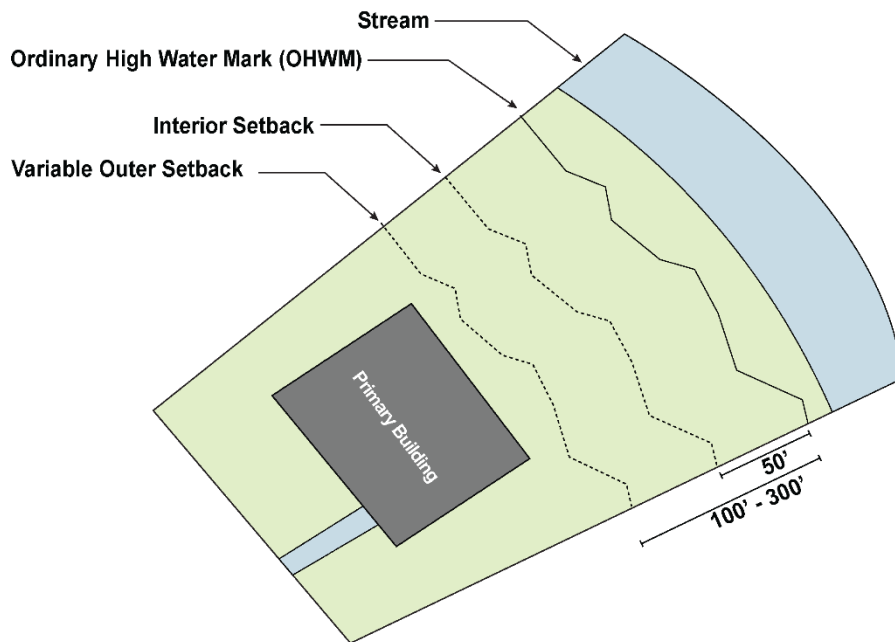 Stream
Ordinary High Water Mark (OHWM)
Interior Setback
Variable Outer Setback
Primary Building
50’
100’ - 300’